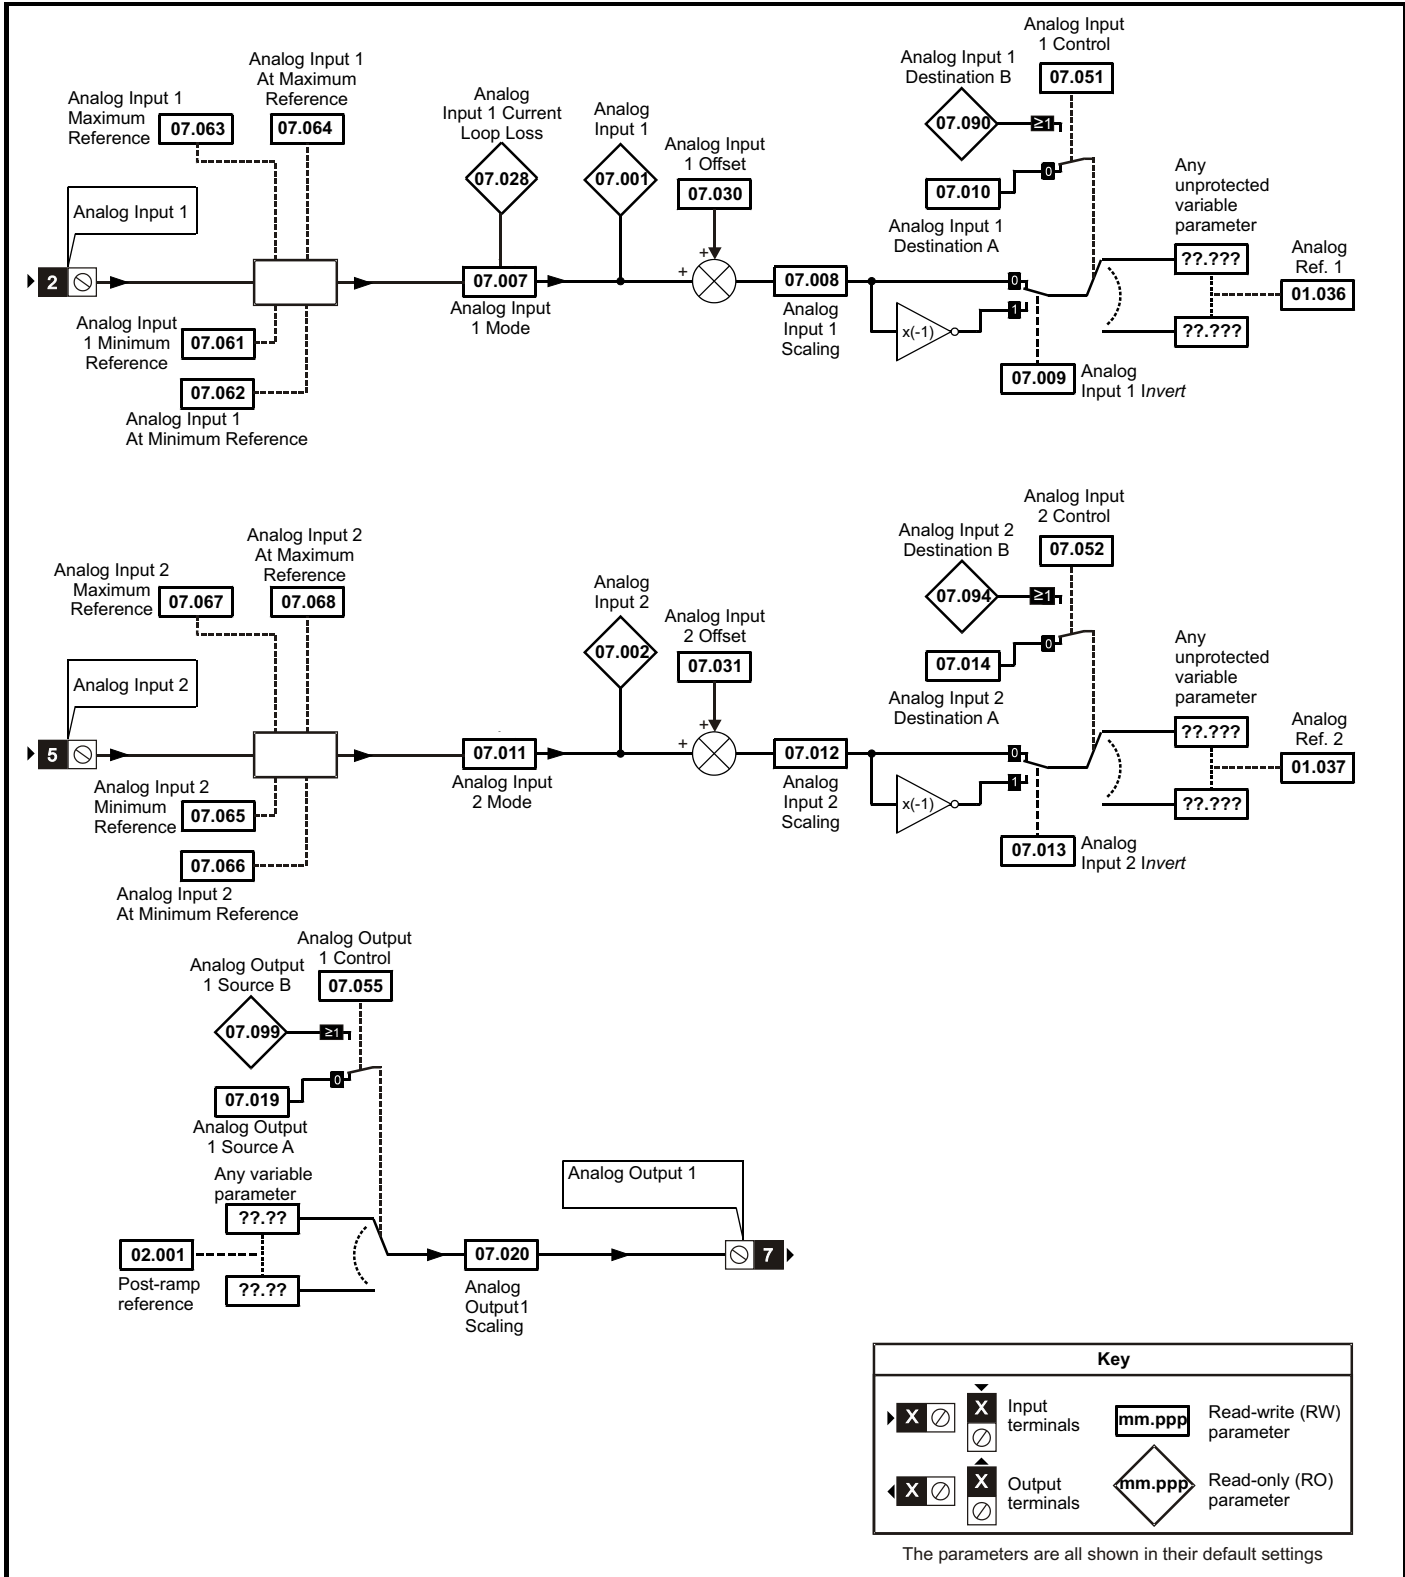 Analog Input 1
Maximum
Reference
07.063
Analog Input 1
At Maximum
Reference
07.064
Analog Input 1
2
Analog Input
1 Minimum
Reference
07.061
07.062
Analog Input 1
At Minimum Reference
Analog
Input 1 Current
Loop Loss
07.028
07.007
Analog Input
1 Mode
Analog
Input 1
07.001
Analog Input
1 Offset
07.030
+
+
07.008
Analog
Input 1
Scaling
x(-1)
Analog Input 1
Destination B
07.090
≥1
Analog Input
1 Control
07.051
0
07.010
Analog Input 1
Destination A
0
1
07.009
Analog
Input 1 Invert
Any
unprotected
variable
parameter
??.???
??.???
Analog
Ref. 1
01.036
Analog Input 2
Maximum
Reference
07.067
Analog Input 2
At Maximum
Reference
07.068
Analog Input 2
5
Analog Input 2
Minimum
Reference
07.065
07.066
Analog Input 2
At Minimum Reference
07.011
Analog Input
2 Mode
Analog
Input 2
07.002
Analog Input
2 Offset
07.031
+
+
07.012
Analog
Input 2
Scaling
x(-1)
Analog Input 2
Destination B
07.094
≥1
Analog Input
2 Control
07.052
0
07.014
Analog Input 2
Destination A
0
1
07.013
Analog
Input 2 Invert
Any
unprotected
variable
parameter
??.???
??.???
Analog
Ref. 2
01.037
Analog Output
1 Control
07.055
Analog Output
1 Source B
07.099
≥1
0
07.019
Analog Output
1 Source A
Any variable
parameter
??.??
02.001
Post-ramp
reference
??.??
07.020
Analog
Output1
Scaling
Analog Output 1
7
Key
X
X
Input
terminals
mm.ppp
Read-write (RW)
parameter
X
X
Output
terminals
mm.ppp
Read-only (RO)
parameter
The parameters are all shown in their default settings